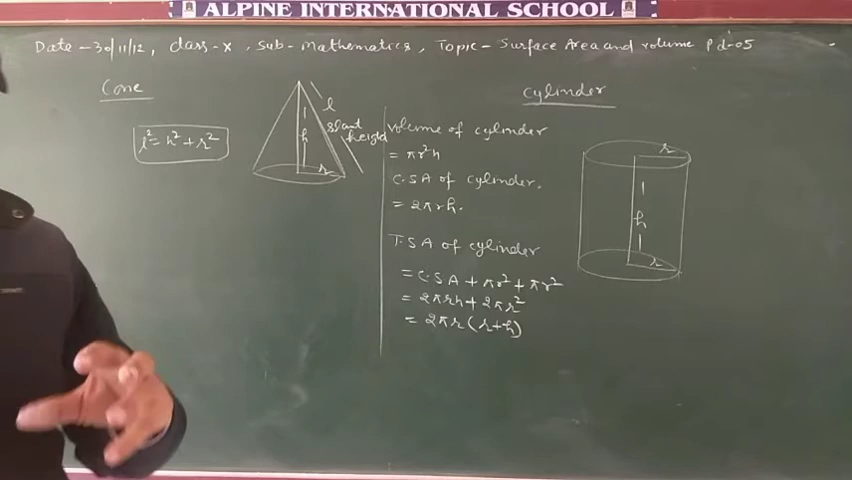 ALPINE INTERNATIONAL SCHOOL
Date - 30/11/12, class-x, Sub-Mathematics, Topic - Surface Area and volume Pd-05
Cone
l² = h² + r²
l
slant
height
h
r
cylinder
volume of cylinder
= πr²h
C.S.A of cylinder.
= 2πrh.
T.S.A of cylinder
= C.S.A + πr² + πr²
= 2πrh + 2πr²
= 2πr(r+h)
r
h
r